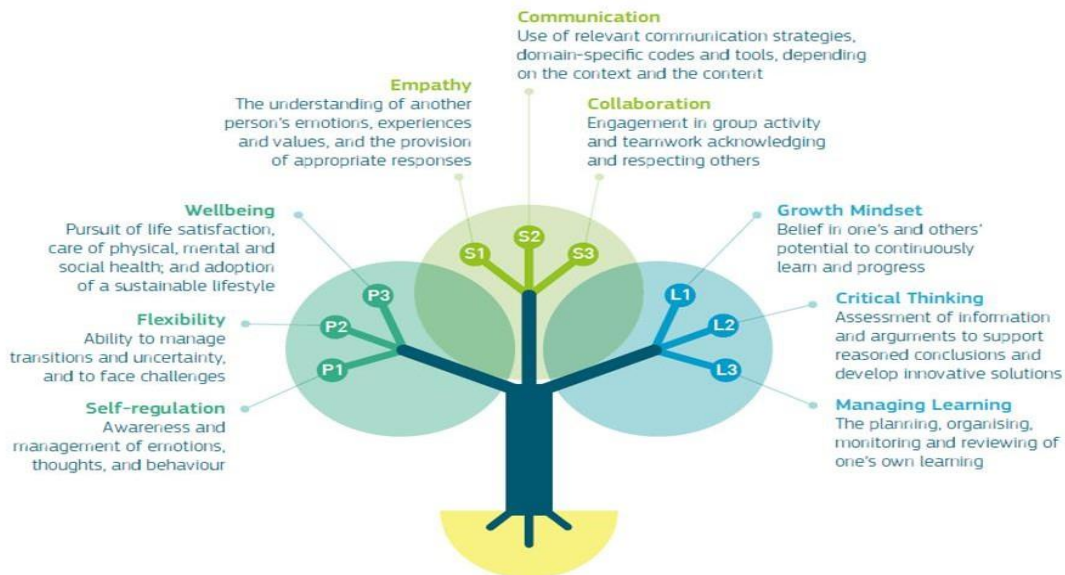 Communication
Use of relevant communication strategies,
domain-specific codes and tools, depending
on the context and the content
Empathy
The understanding of another
person's emotions, experiences
and values, and the provision
of appropriate responses
Collaboration
Engagement in group activity
and teamwork acknowledging
and respecting others
Wellbeing
Pursuit of life satisfaction,
care of physical, mental and
social health; and adoption
of a sustainable lifestyle
Flexibility
Ability to manage
transitions and uncertainty,
and to face challenges
Self-regulation
Awareness and
management of emotions,
thoughts, and behaviour
P3
P2
P1
S1
S2
S3
L1
L2
L3
Growth Mindset
Belief in one's and others'
potential to continuously
learn and progress
Critical Thinking
Assessment of information
and arguments to support
reasoned conclusions and
develop innovative solutions
Managing Learning
The planning, organising,
monitoring and reviewing of
one's own learning